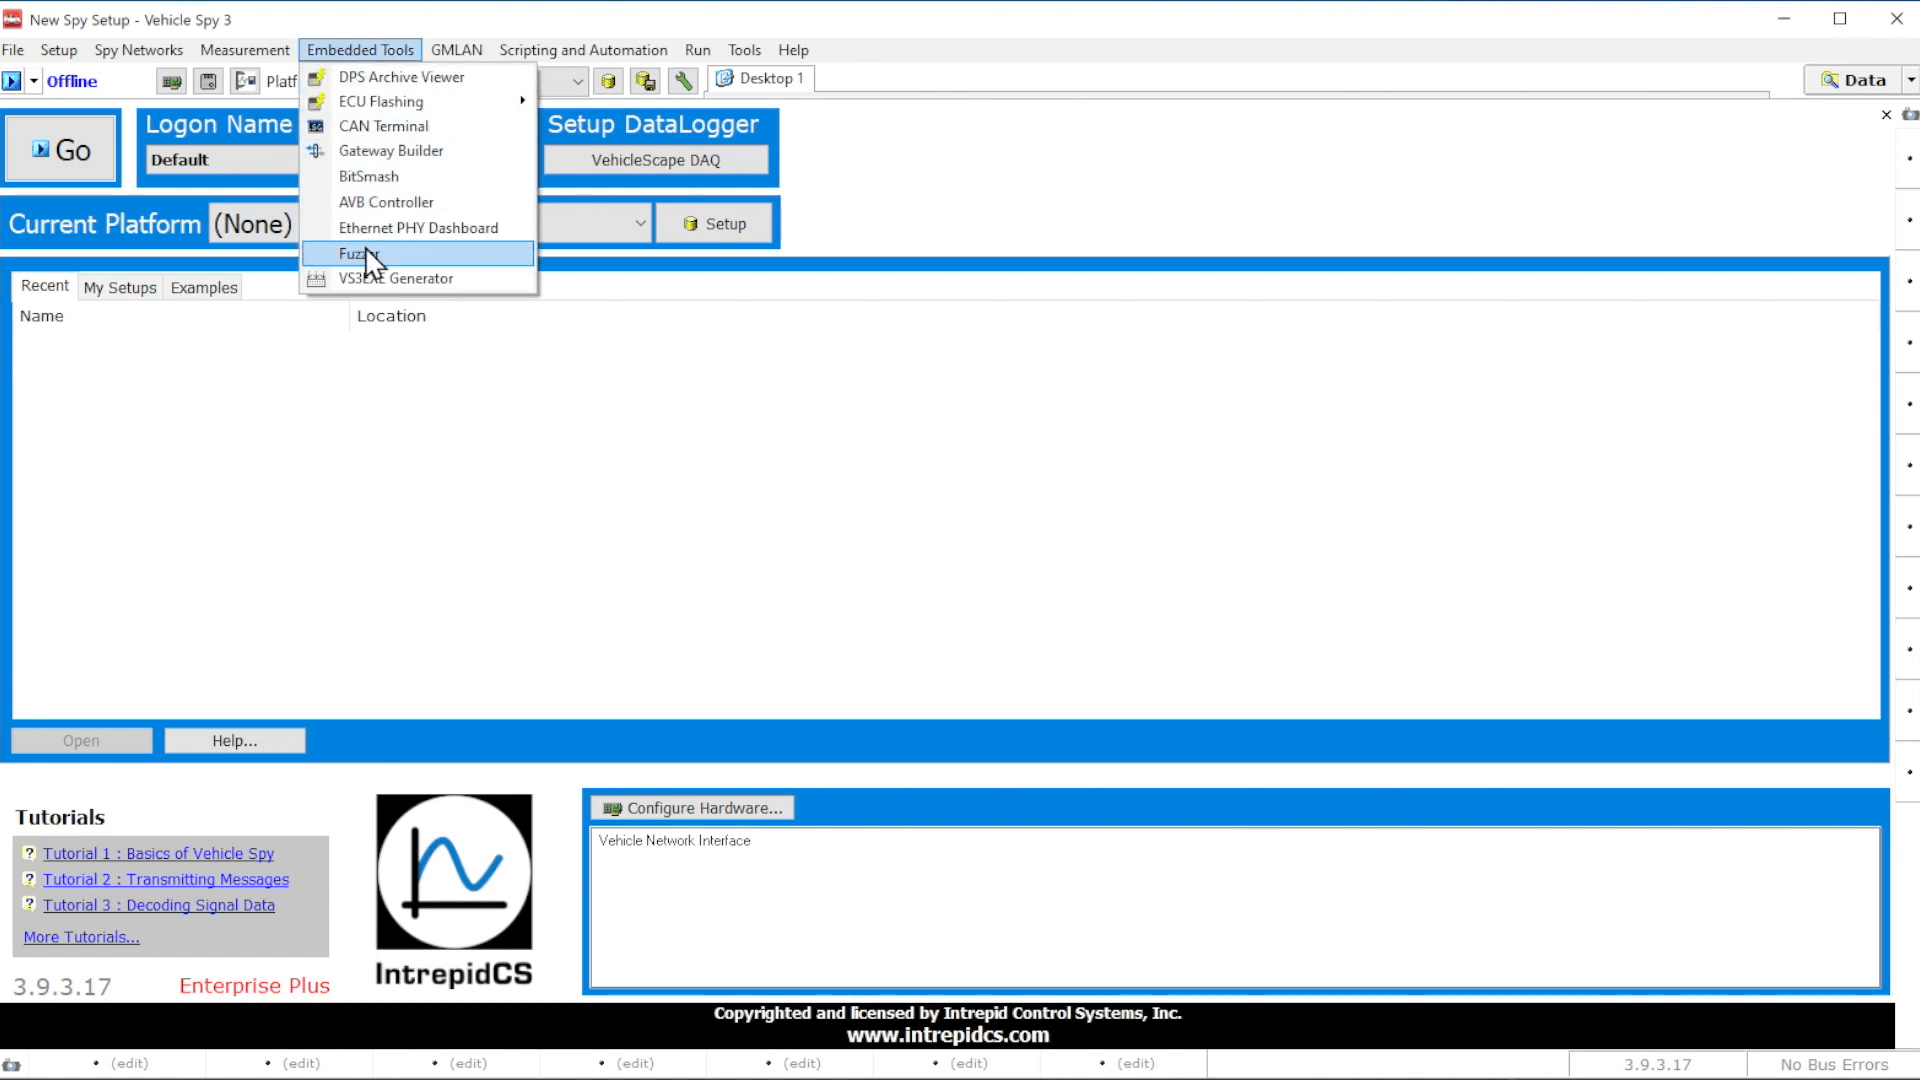 New Spy Setup - Vehicle Spy 3
File Setup Spy Networks Measurement Embedded Tools GMLAN Scripting and Automation Run Tools Help
Offline
Desktop 1
Data
DPS Archive Viewer
ECU Flashing
CAN Terminal
Gateway Builder
BitSmash
AVB Controller
Ethernet PHY Dashboard
VS3EXE Generator
Go
Logon Name
Default
Setup DataLogger
VehicleScape DAQ
Current Platform (None)
Setup
Recent My Setups Examples
Name Location
Open Help...
Tutorials
? Tutorial 1 : Basics of Vehicle Spy
? Tutorial 2 : Transmitting Messages
? Tutorial 3 : Decoding Signal Data
More Tutorials...
3.9.3.17 Enterprise Plus
IntrepidCS
Configure Hardware...
Vehicle Network Interface
Copyrighted and licensed by Intrepid Control Systems, Inc.
www.intrepidcs.com
(edit) (edit) (edit) (edit) (edit) (edit) (edit) 3.9.3.17 No Bus Errors